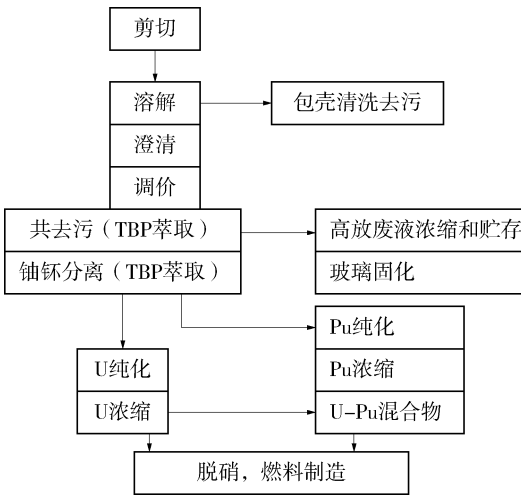 剪切
溶解
包壳清洗去污
澄清
调价
共去污（TBP萃取）
高放废液浓缩和贮存
铀钚分离（TBP萃取）
玻璃固化
Pu纯化
U纯化
Pu浓缩
U浓缩
U-Pu混合物
脱硝，燃料制造